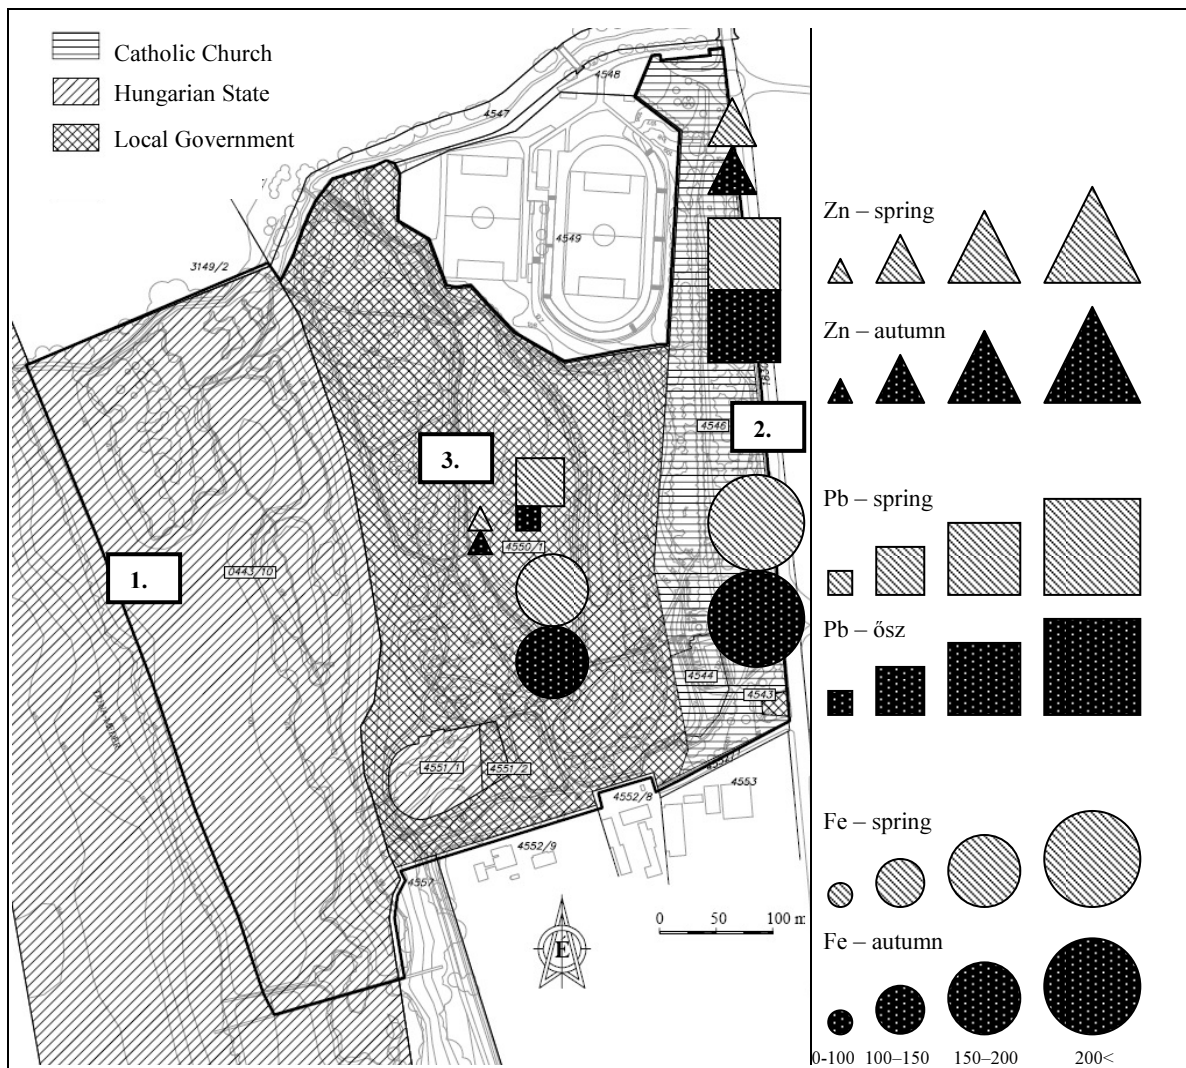 Catholic Church
Hungarian State
Local Government
4548
4547
4549
3149/2
Zn – spring
Zn – autumn
4546
2.
3.
4550/1
1.
0443/10
Pb – spring
Pb – ősz
4544
4543
4551/1
4551/2
4552/8
4553
4552/9
4557
0 50 100 m
É
Fe – spring
Fe – autumn
0-100 100–150 150–200 200<